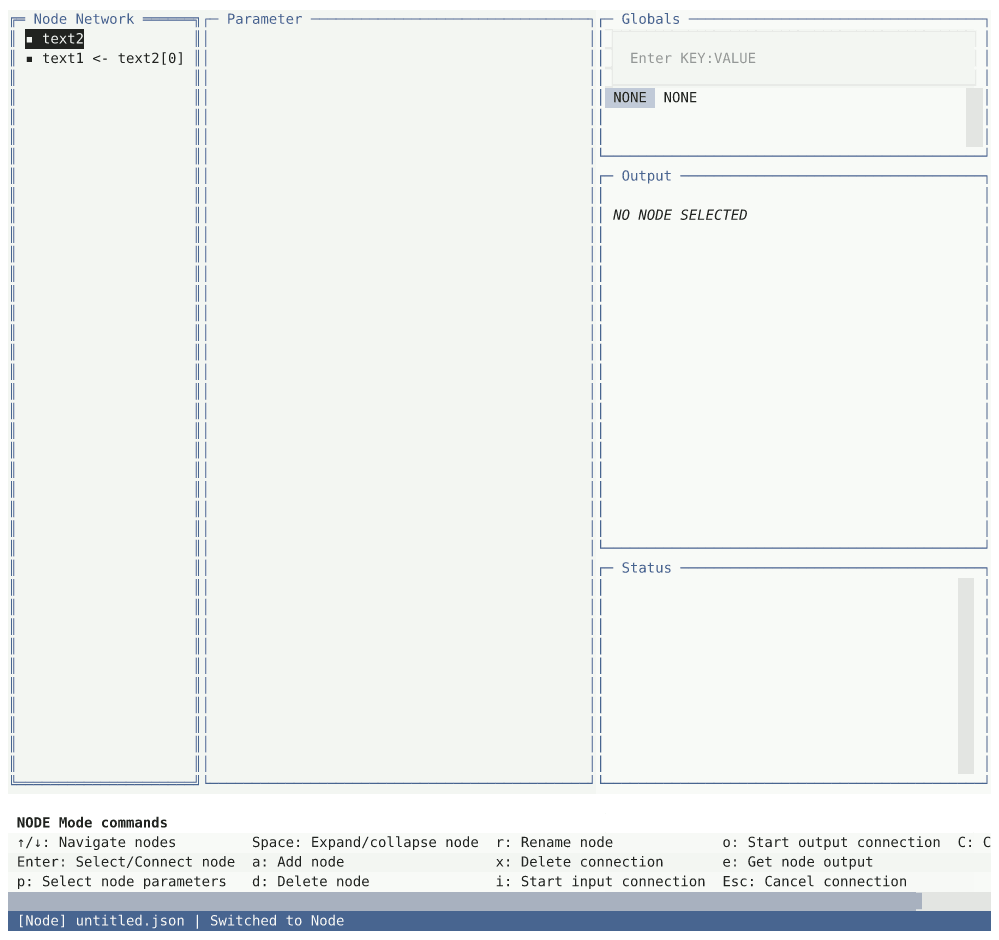 Node Network
▪ text2
▪ text1 <- text2[0]
Parameter
Globals
Enter KEY:VALUE
NONE NONE
Output
NO NODE SELECTED
Status
NODE Mode commands
↑/↓: Navigate nodes Space: Expand/collapse node r: Rename node o: Start output connection C: C
Enter: Select/Connect node a: Add node x: Delete connection e: Get node output
p: Select node parameters d: Delete node i: Start input connection Esc: Cancel connection
[Node] untitled.json | Switched to Node